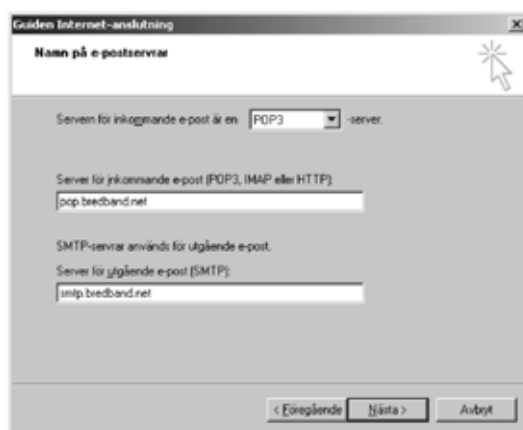 Guiden Internet-anslutning
Namn på e-postservrar
Servern för inkommande e-post är en POP3 -server.
Server för inkommande e-post (POP3, IMAP eller HTTP):
pop.bredband.net
SMTP-servrar används för utgående e-post.
Server för utgående e-post (SMTP):
smtp.bredband.net
< Föregående Nästa > Avbryt